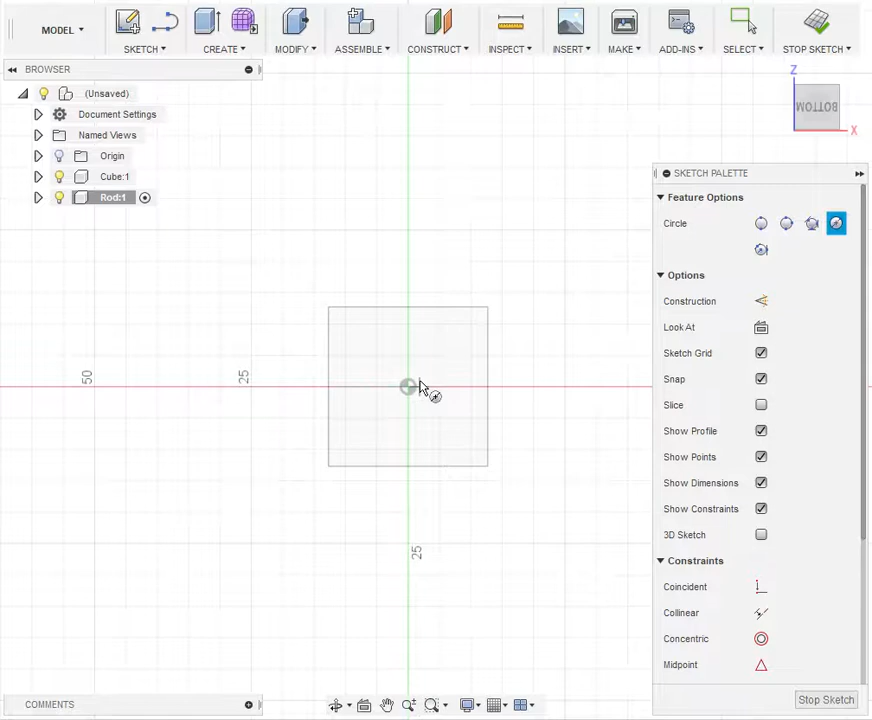 MODEL
SKETCH
CREATE
MODIFY
ASSEMBLE
CONSTRUCT
INSPECT
INSERT
MAKE
ADD-INS
SELECT
STOP SKETCH
BROWSER
(Unsaved)
Document Settings
Named Views
Origin
Cube:1
Rod:1
Z
BOTTOM
X
SKETCH PALETTE
Feature Options
Circle
Options
Construction
Look At
Sketch Grid
Snap
Slice
Show Profile
Show Points
Show Dimensions
Show Constraints
3D Sketch
Constraints
Coincident
Collinear
Concentric
Midpoint
Stop Sketch
50
25
25
COMMENTS